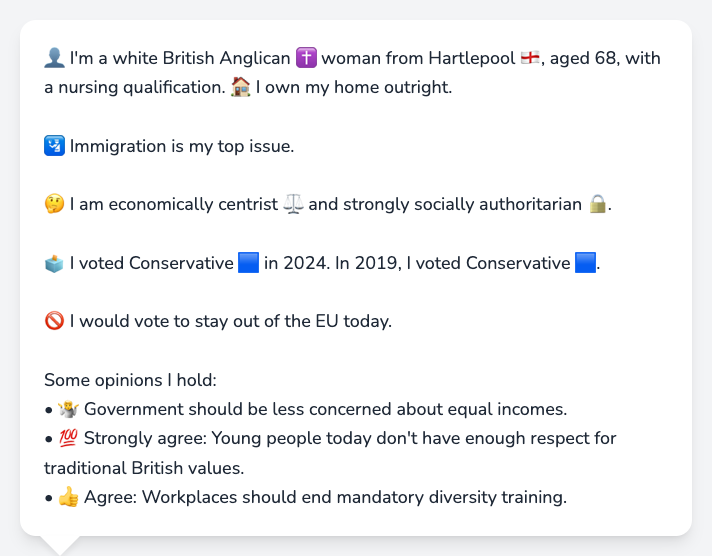 👤 I'm a white British Anglican ✝️ woman from Hartlepool 🏴󠁧󠁢󠁥󠁮󠁧󠁿, aged 68, with
a nursing qualification. 🏠 I own my home outright.
🛂 Immigration is my top issue.
🤔 I am economically centrist ⚖️ and strongly socially authoritarian 🔒.
🗳️ I voted Conservative 🟦 in 2024. In 2019, I voted Conservative 🟦.
🚫 I would vote to stay out of the EU today.
Some opinions I hold:
• 🤷 Government should be less concerned about equal incomes.
• 💯 Strongly agree: Young people today don't have enough respect for
traditional British values.
• 👍 Agree: Workplaces should end mandatory diversity training.